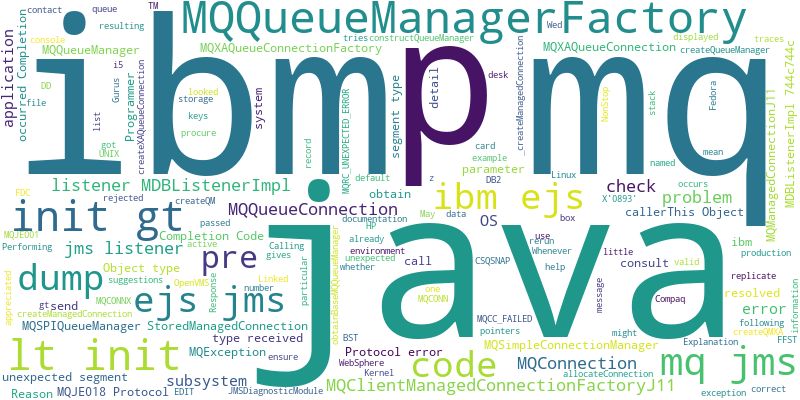 contact
queue
TM
MQQueueManagerFactory
resulting
console
tries
constructQueueManager
Wed
MQQueueManager
MQXAQueueConnectionFactory
MQXAQueueConnection
displayed
traces
createQueueManager
application
occurred Completion
ibm
mq
p
i5
DD
file
list
Gurus
UNIX
got
Programmer
createXAQueueConnection
looked
storage
keys
procure
system
record
MQRC_UNEXPECTED_ERROR
default
segment type
detail
desk
card
example
parameter
DB2
z
_createManagedConnection
Linux
box
NonStop
named
stack
mean
Fedora
occurs
MQManagedConnectionJ11
MDBListenerImpl 744c744c
listener MDBListenerImpl
obtain
ibm ejs
check
problem
X'0893'
FDC
rejected
createQM
passed
MQQueueConnection
documentation
HP
May
data
OS
callerThis Object
init gt
MQJE001
Performing
jms listener
Completion Code
active
Calling
gives
already
environment
unexpected
whether
call
CSQSNAP
use
rerun
Whenever
help
consult
ibm
little
valid
production
replicate
pre
java
dump
Object type
suggestions
OpenVMS
Linked
number
Response
particular
obtainBaseMQQueueManager
appreciated
MQCONNX
createManagedConnection
gt
send
ejs jms
one
MQCONN
message
Compaq
resolved
error
information
following
createQMXA
MQSPIQueueManager
StoredManagedConnection
BST
MQCC_FAILED
pointers
might
Explanation
FFST
MQException
type received
ensure
MQSimpleConnectionManager
lt init
Protocol error
WebSphere
Kernel
code
MQConnection
allocateConnection
mq jms
unexpected segment
subsystem
Reason
MQJE018 Protocol
EDIT
JMSDiagnosticModule
MQClientManagedConnectionFactoryJ11
exception
correct